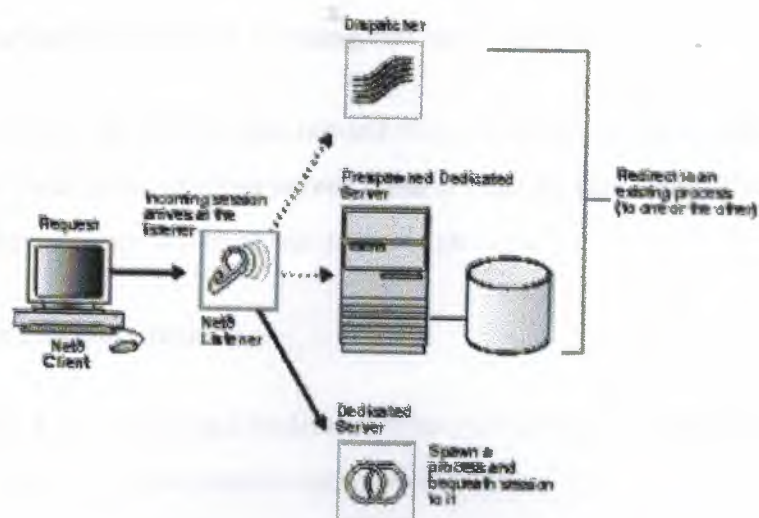 Dispatcher
Prespawned Dedicated
Server
Redirect to an
existing process
(to one or the other)
Incoming session
arrives at the
listener
Request
Net8
Client
Net8
Listener
Dedicated
Server
Spawn a
process and
bequeath session
to it